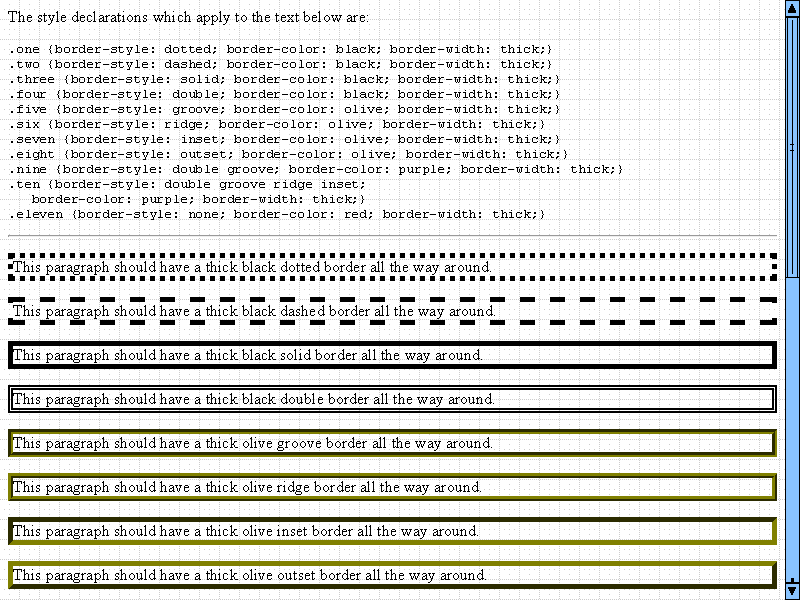 The style declarations which apply to the text below are:
.one {border-style: dotted; border-color: black; border-width: thick;}
.two {border-style: dashed; border-color: black; border-width: thick;}
.three {border-style: solid; border-color: black; border-width: thick;}
.four {border-style: double; border-color: black; border-width: thick;}
.five {border-style: groove; border-color: olive; border-width: thick;}
.six {border-style: ridge; border-color: olive; border-width: thick;}
.seven {border-style: inset; border-color: olive; border-width: thick;}
.eight {border-style: outset; border-color: olive; border-width: thick;}
.nine {border-style: double groove; border-color: purple; border-width: thick;}
.ten {border-style: double groove ridge inset;
border-color: purple; border-width: thick;}
.eleven {border-style: none; border-color: red; border-width: thick;}
This paragraph should have a thick black dotted border all the way around.
This paragraph should have a thick black dashed border all the way around.
This paragraph should have a thick black solid border all the way around.
This paragraph should have a thick black double border all the way around.
This paragraph should have a thick olive groove border all the way around.
This paragraph should have a thick olive ridge border all the way around.
This paragraph should have a thick olive inset border all the way around.
This paragraph should have a thick olive outset border all the way around.